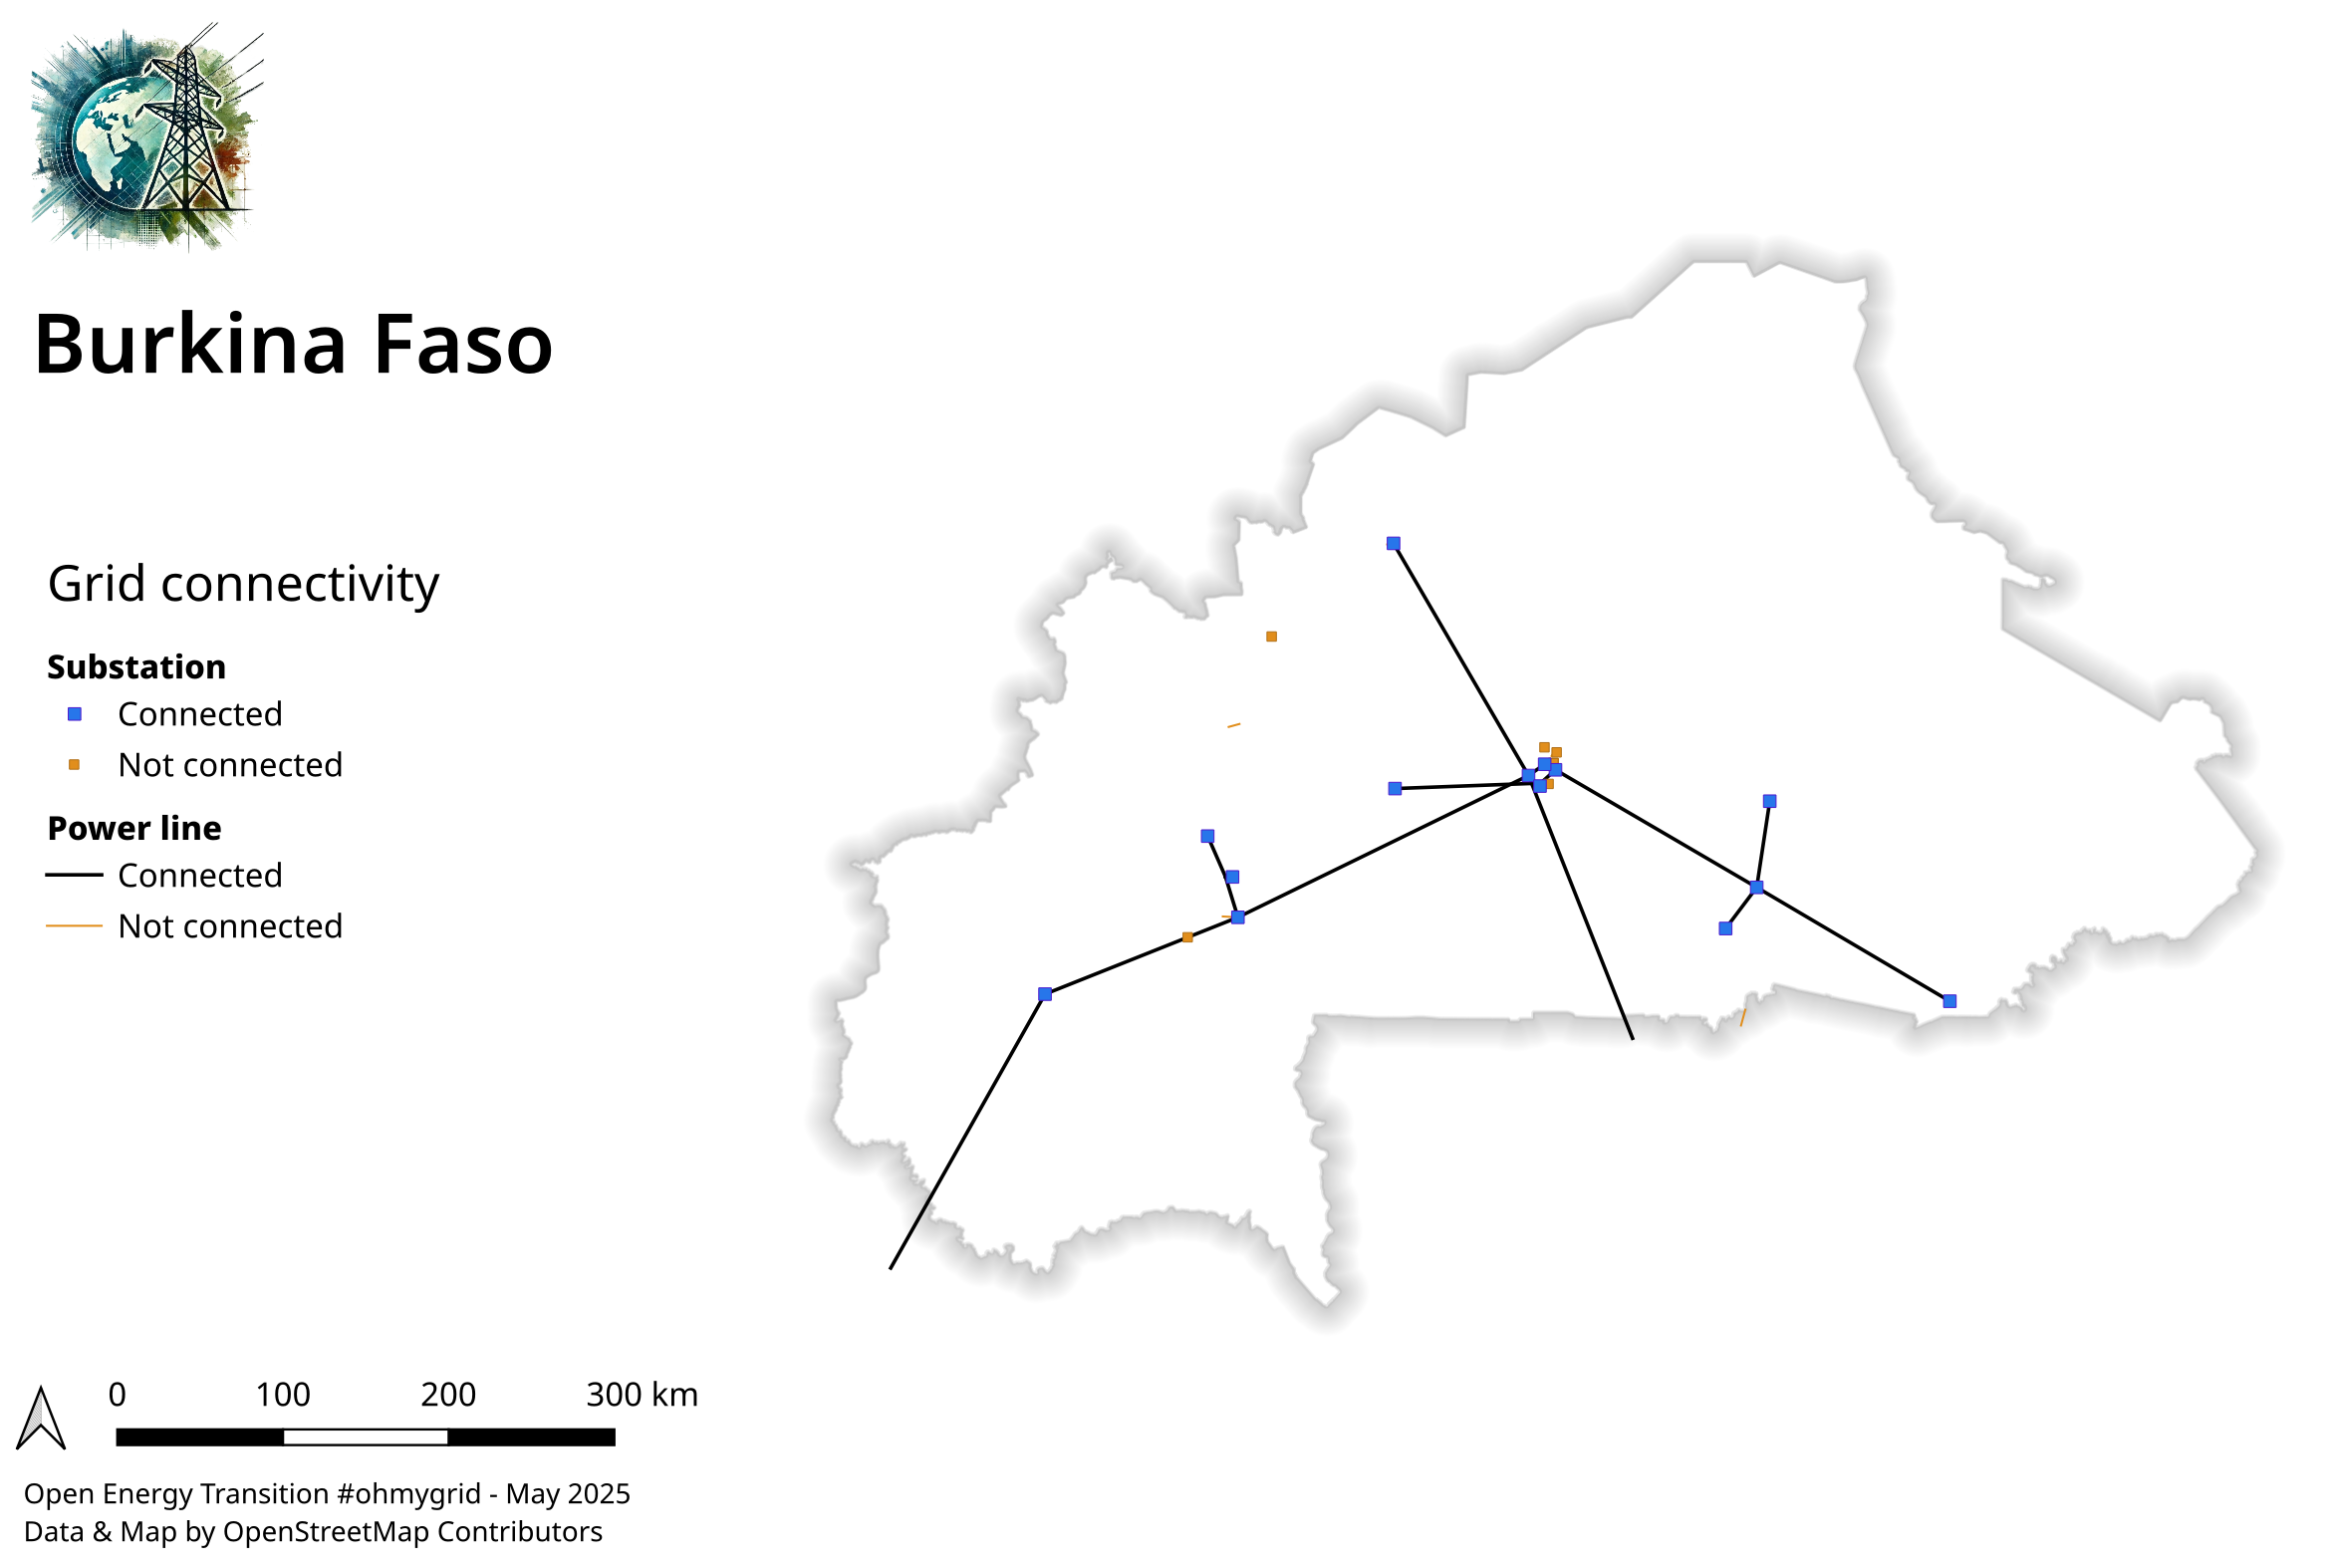 Burkina Faso
Grid connectivity
Substation
Connected
Not connected
Power line
Connected
Not connected
0 100 200 300 km
Open Energy Transition #ohmygrid - May 2025
Data & Map by OpenStreetMap Contributors